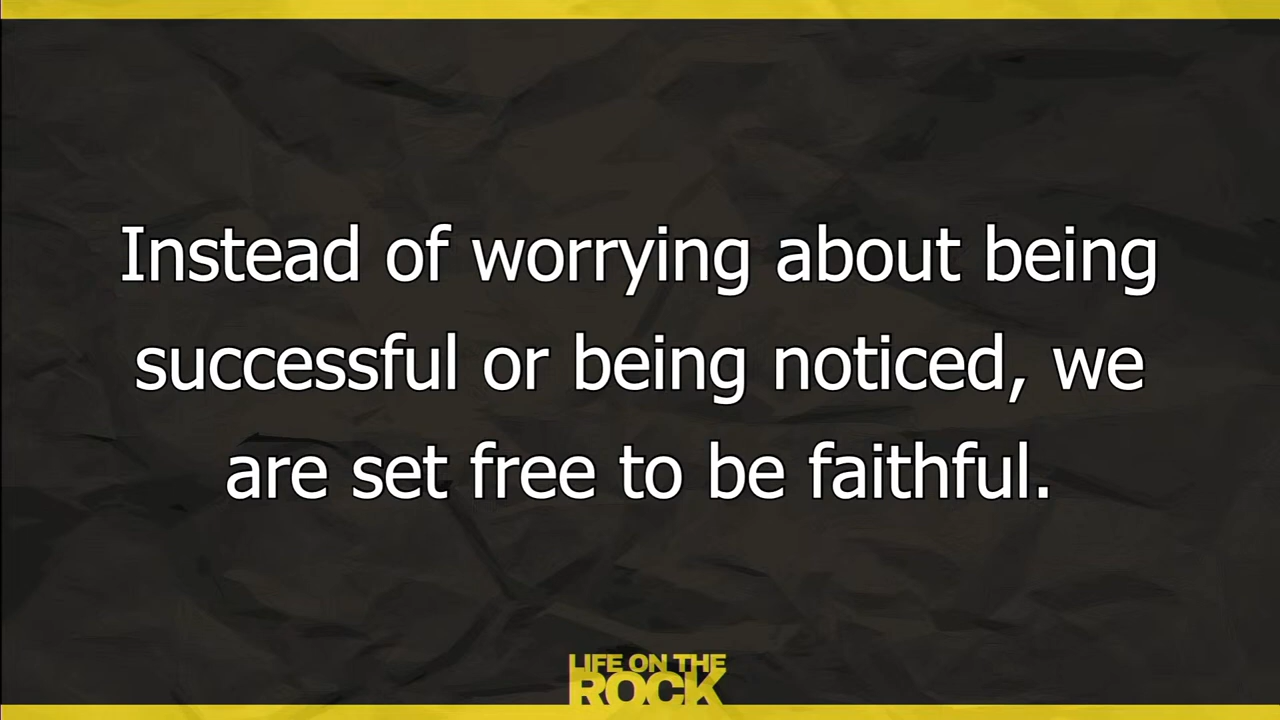 Instead of worrying about being
successful or being noticed, we
are set free to be faithful.
LIFE ON THE
ROCK